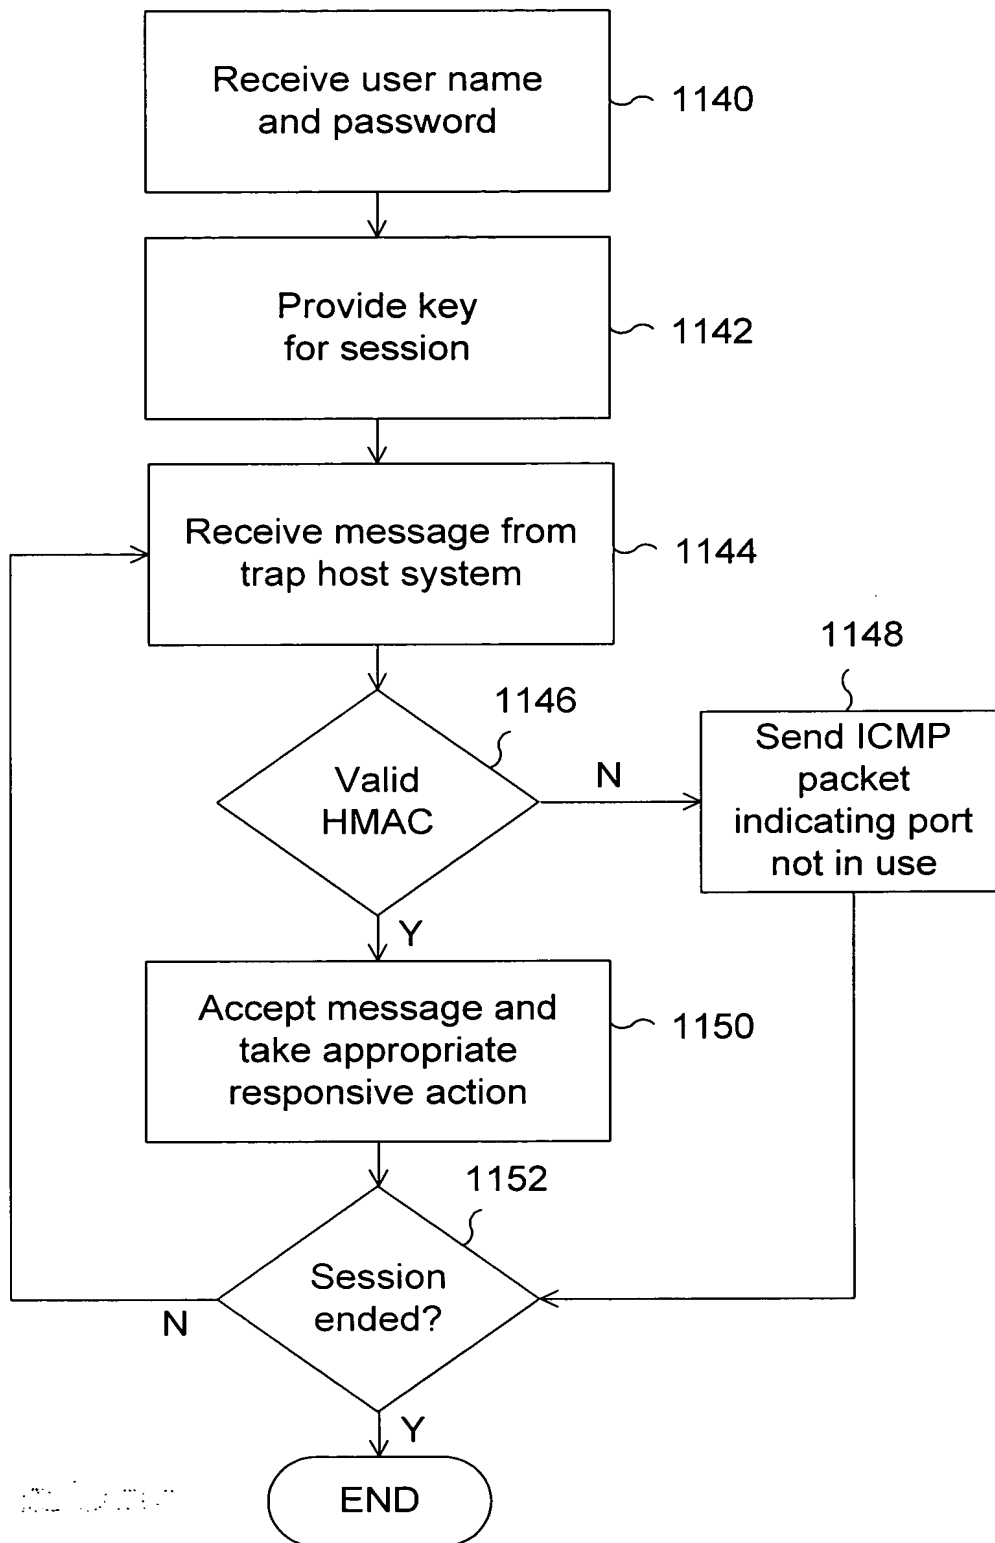 Receive user name
and password
1140
Provide key
for session
1142
Receive message from
trap host system
1144
1146
Valid
HMAC
N
1148
Send ICMP
packet
indicating port
not in use
Y
Accept message and
take appropriate
responsive action
1150
1152
Session
ended?
N
Y
END